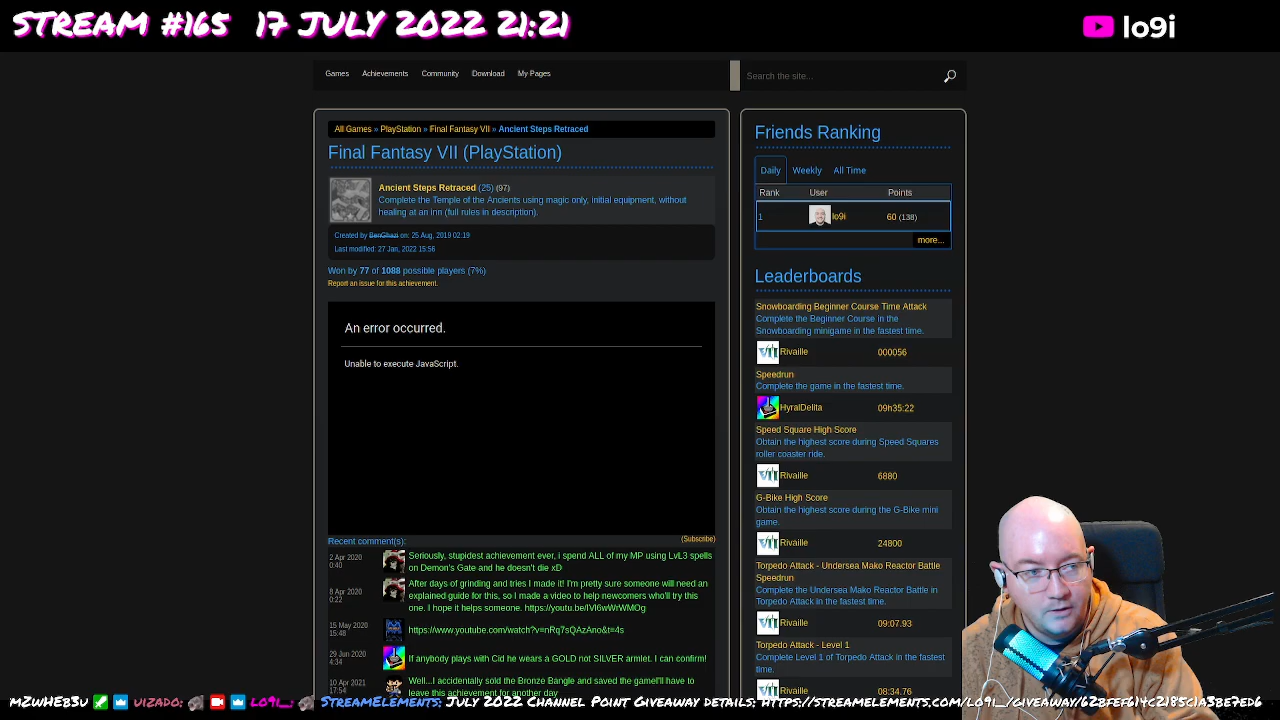 STREAM #165 17 JULY 2022 21:21
lo9i
Games Achievements Community Download My Pages
Search the site...
All Games » PlayStation » Final Fantasy VII » Ancient Steps Retraced
Final Fantasy VII (PlayStation)
Ancient Steps Retraced (25) (97)
Complete the Temple of the Ancients using magic only, initial equipment, without
healing at an Inn (full rules in description).
Created by BenGhazi on: 25 Aug, 2019 02:19
Last modified: 27 Jan, 2022 15:56
Won by 77 of 1088 possible players (7%)
Report an issue for this achievement.
An error occurred.
Unable to execute JavaScript.
Recent comment(s):
(Subscribe)
2 Apr 2020
0:40
Seriously, stupidest achievement ever, i spend ALL of my MP using LvL3 spells
on Demon's Gate and he doesn't die xD
8 Apr 2020
0:22
After days of grinding and tries I made it! I'm pretty sure someone will need an
explained guide for this, so I made a video to help newcomers who'll try this
one. I hope it helps someone. https://youtu.be/IVl6wWrWMOg
15 May 2020
15:48
https://www.youtube.com/watch?v=nRq7sQAzAno&t=4s
29 Jun 2020
4:34
If anybody plays with Cid he wears a GOLD not SILVER armlet. I can confirm!
10 Apr 2021
17:54
Well...I accidentally sold the Bronze Bangle and saved the game!I'll have to
leave this achievement for another day
Friends Ranking
Daily Weekly All Time
Rank User Points
1 lo9i 60 (138)
more...
Leaderboards
Snowboarding Beginner Course Time Attack
Complete the Beginner Course in the
Snowboarding minigame in the fastest time.
Rivaille 000056
Speedrun
Complete the game in the fastest time.
HyralDelita 09h35:22
Speed Square High Score
Obtain the highest score during Speed Squares
roller coaster ride.
Rivaille 6880
G-Bike High Score
Obtain the highest score during the G-Bike mini
game.
Rivaille 24800
Torpedo Attack - Undersea Mako Reactor Battle
Speedrun
Complete the Undersea Mako Reactor Battle in
Torpedo Attack in the fastest time.
Rivaille 09:07.93
Torpedo Attack - Level 1
Complete Level 1 of Torpedo Attack in the fastest
time.
Rivaille 08:34.76
uizado: lo9i_: StreamElements: July 2022 Channel Point Giveaway details: https://streamelements.com/lo9i_/giveaway/62bfef614c2185c1a3be7ed6